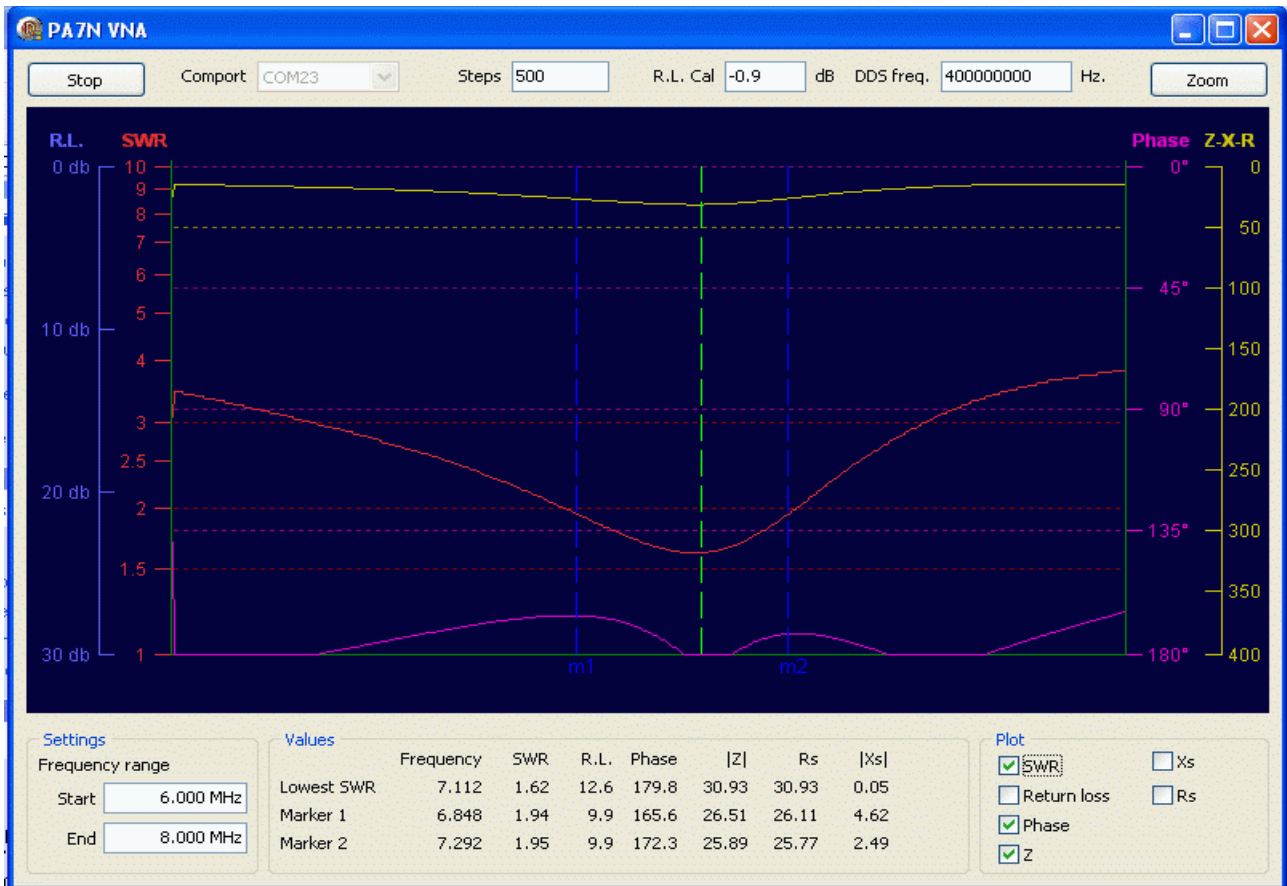 PA7N VNA
Stop Comport COM23 Steps 500 R.L. Cal -0.9 dB DDS freq. 400000000 Hz. Zoom
R.L. SWR Phase Z-X-R
0 db 10 0° 0
9
8
50
7
6
45° 100
5
10 db
150
4
90° 200
3
2.5
250
20 db
2
135° 300
1.5
350
30 db 1 180° 400
m1 m2
Settings
Frequency range
Start 6.000 MHz
End 8.000 MHz
Values
Frequency SWR R.L. Phase |Z| Rs |Xs|
Lowest SWR 7.112 1.62 12.6 179.8 30.93 30.93 0.05
Marker 1 6.848 1.94 9.9 165.6 26.51 26.11 4.62
Marker 2 7.292 1.95 9.9 172.3 25.89 25.77 2.49
Plot
SWR Xs
Return loss Rs
Phase
Z